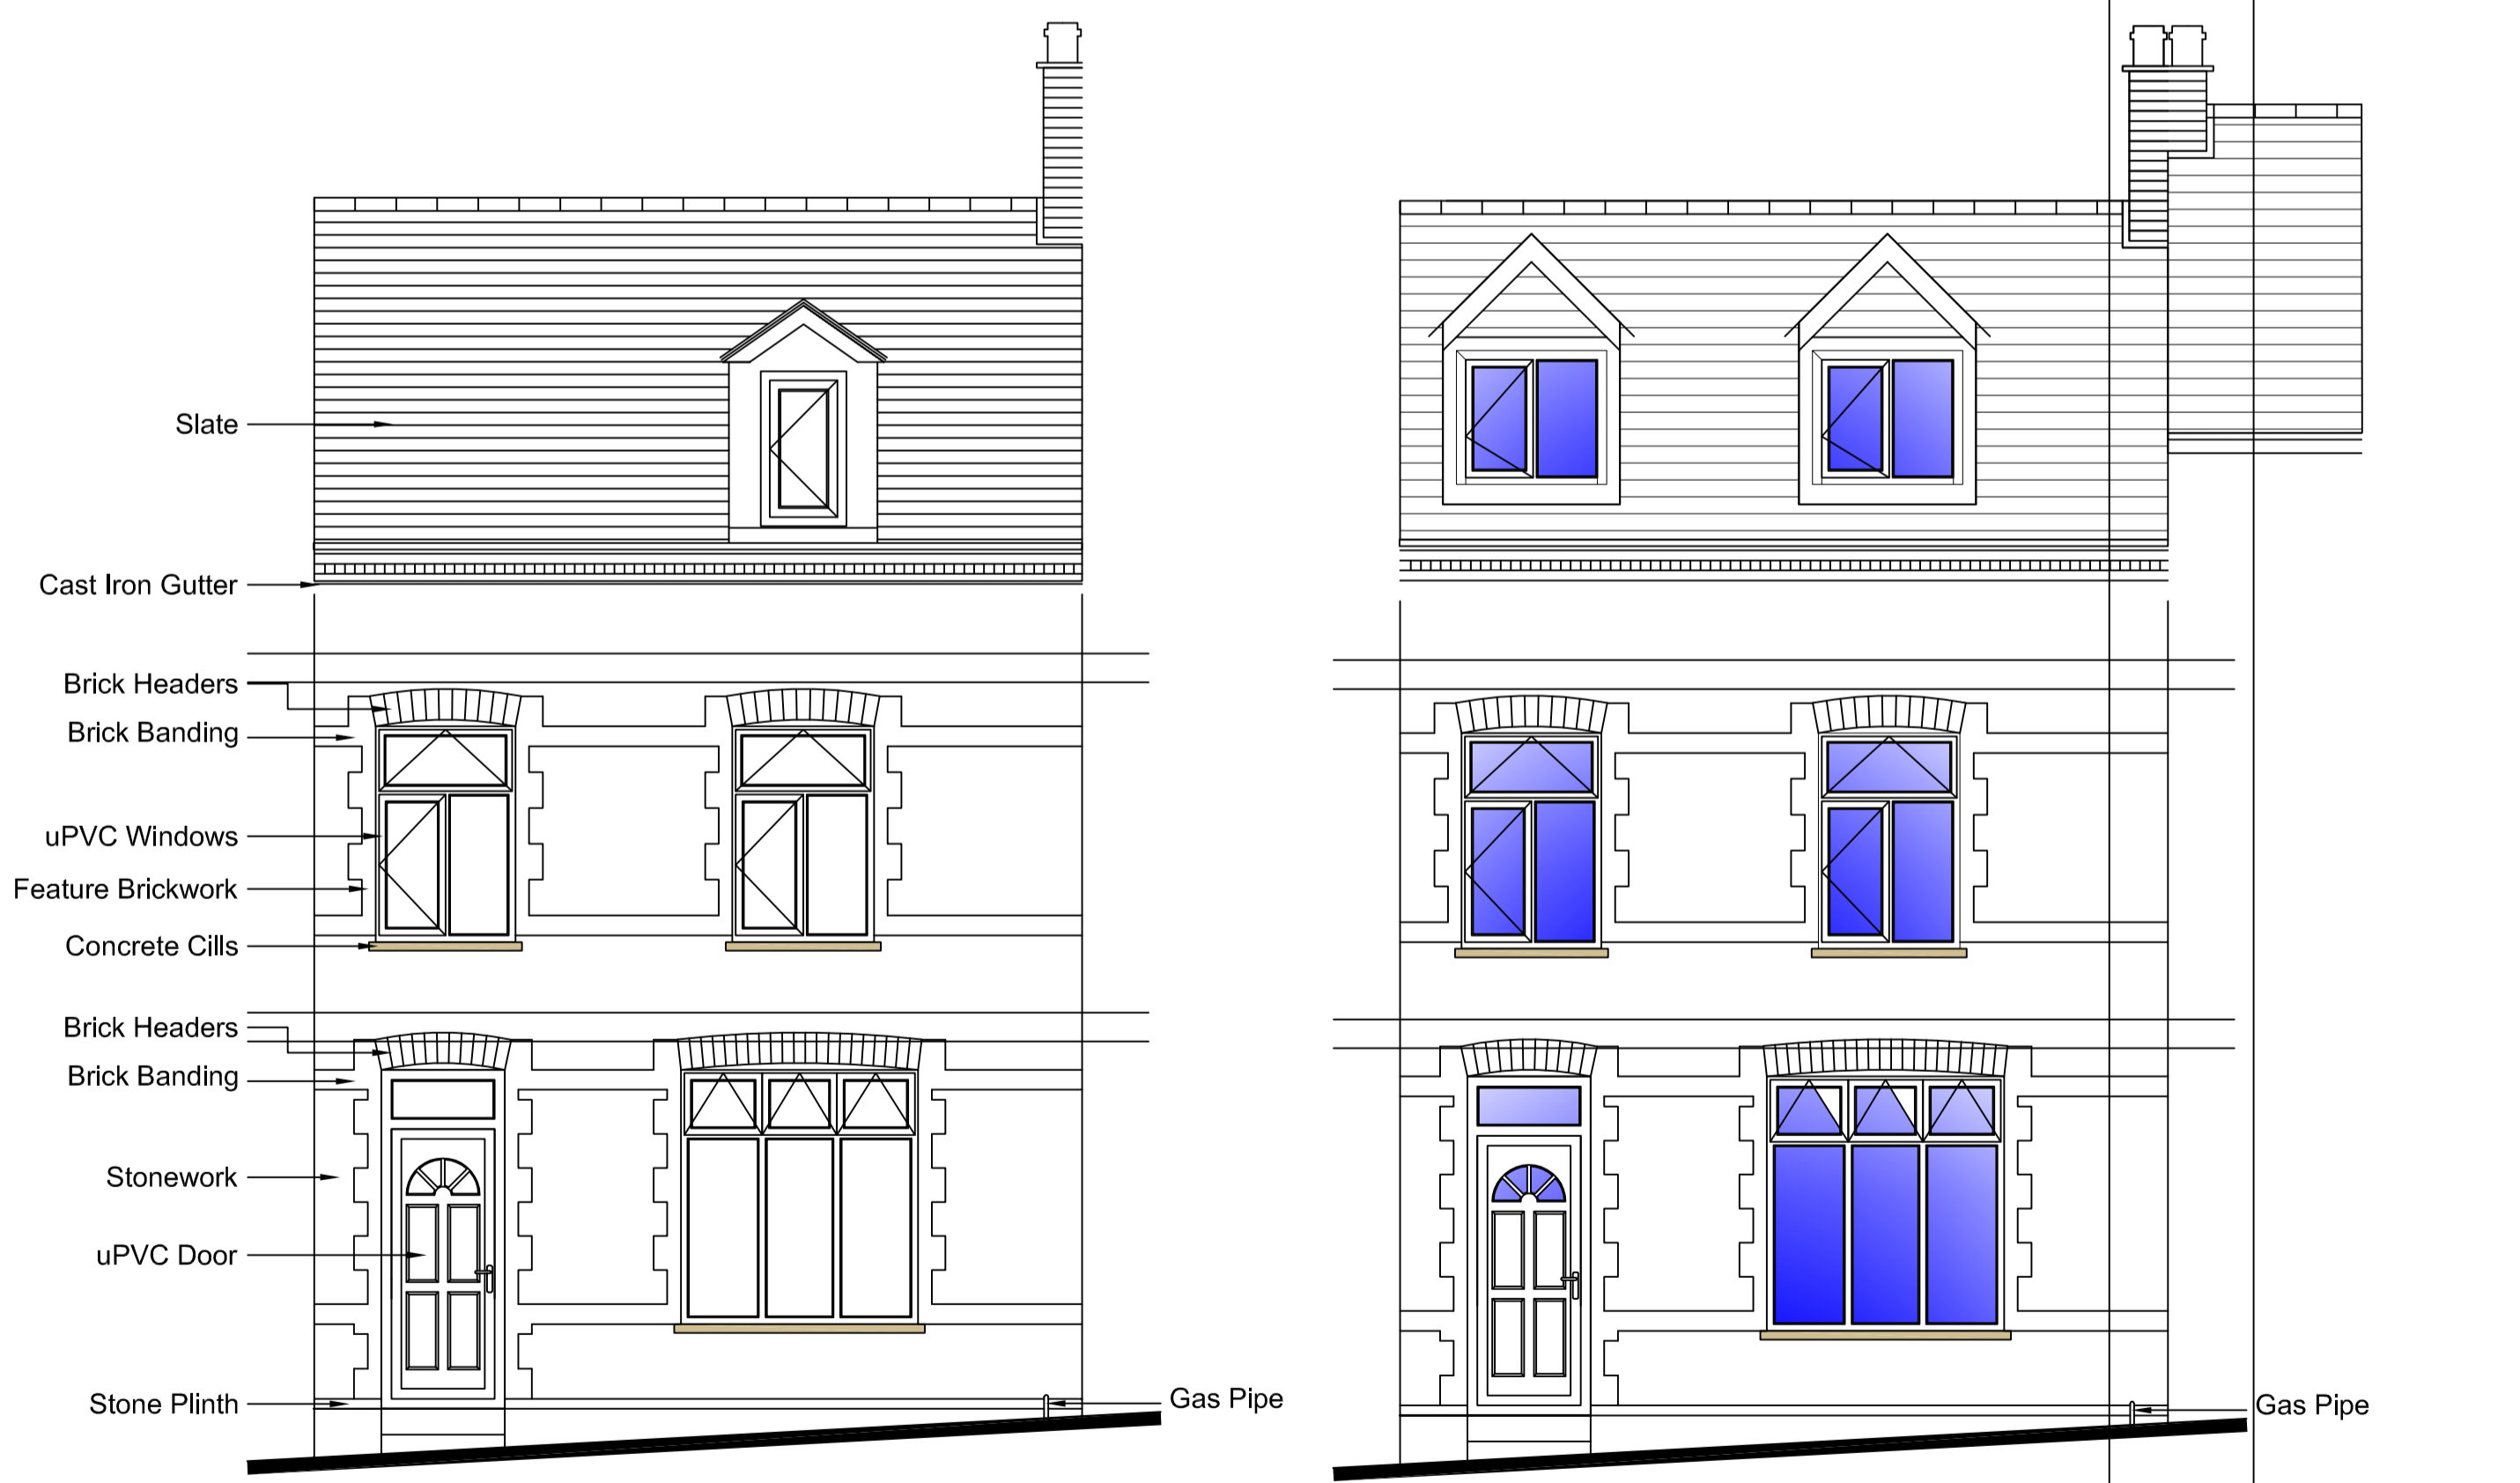 Slate
Cast Iron Gutter
Brick Headers
Brick Banding
uPVC Windows
Feature Brickwork
Concrete Cills
Brick Headers
Brick Banding
Stonework
uPVC Door
Stone Plinth
Gas Pipe
Gas Pipe